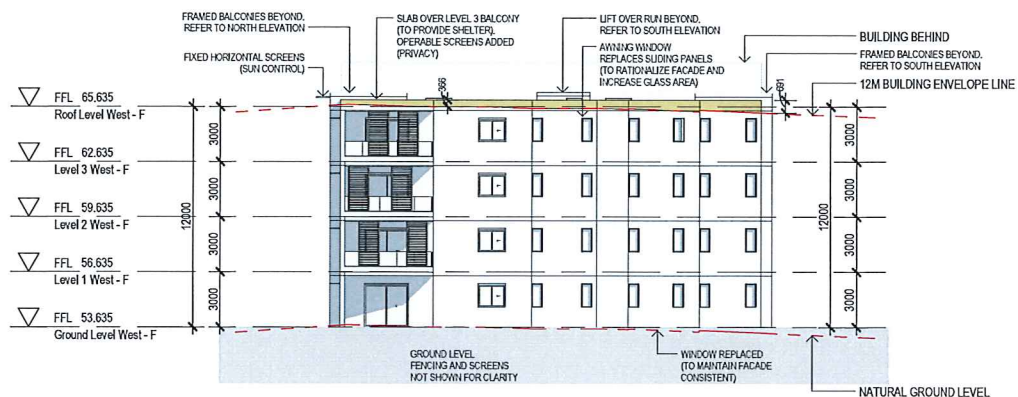 FRAMED BALCONIES BEYOND.
REFER TO NORTH ELEVATION
SLAB OVER LEVEL 3 BALCONY
(TO PROVIDE SHELTER).
OPERABLE SCREENS ADDED
(PRIVACY)
LIFT OVER RUN BEYOND.
REFER TO SOUTH ELEVATION
AWNING WINDOW
REPLACES SLIDING PANELS
(TO RATIONALIZE FACADE AND
INCREASE GLASS AREA)
BUILDING BEHIND
FRAMED BALCONIES BEYOND.
REFER TO SOUTH ELEVATION
12M BUILDING ENVELOPE LINE
FIXED HORIZONTAL SCREENS
(SUN CONTROL)
366
691
FFL 65.635
Roof Level West - F
FFL 62.635
Level 3 West - F
FFL 59.635
Level 2 West - F
FFL 56.635
Level 1 West - F
FFL 53.635
Ground Level West - F
12000
3000
3000
3000
3000
12000
3000
3000
3000
3000
GROUND LEVEL
FENCING AND SCREENS
NOT SHOWN FOR CLARITY
WINDOW REPLACED
(TO MAINTAIN FACADE
CONSISTENT)
NATURAL GROUND LEVEL